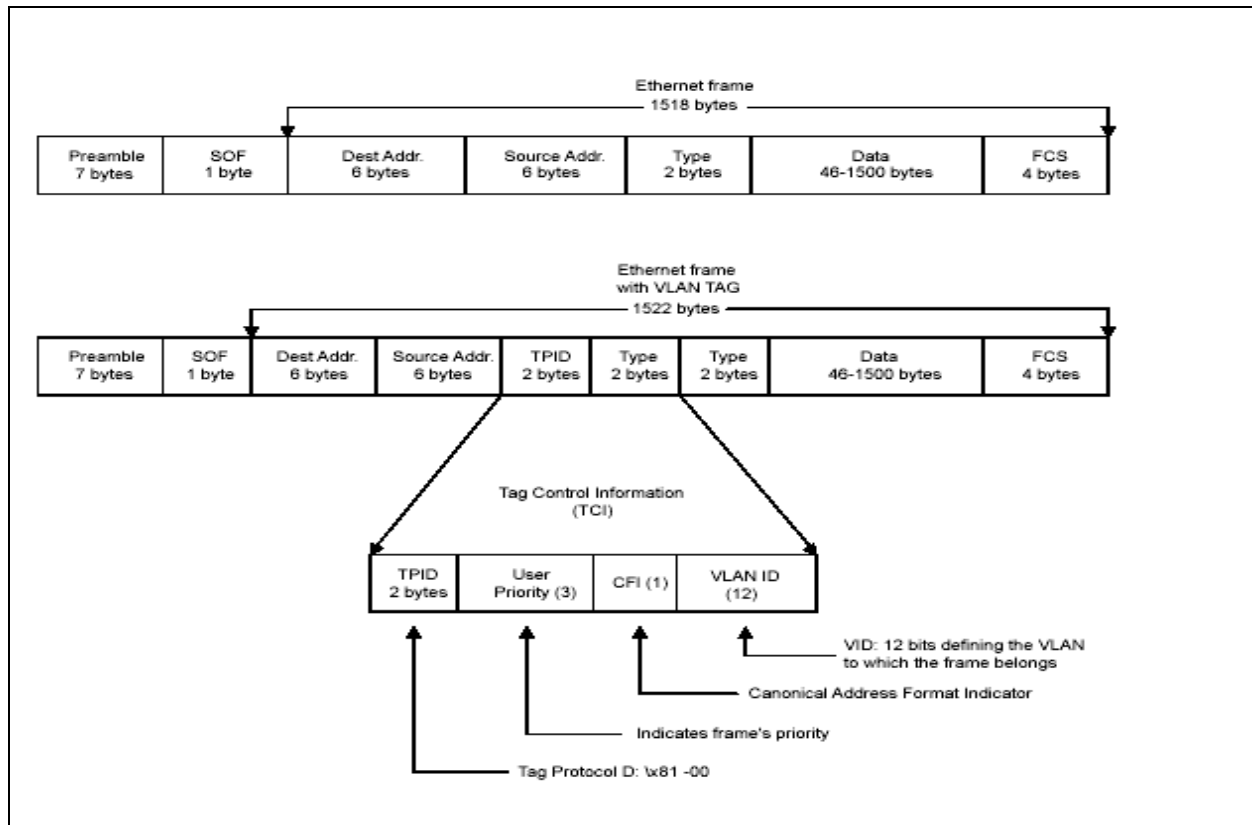 Ethernet frame
1518 bytes
Preamble
7 bytes
SOF
1 byte
Dest Addr.
6 bytes
Source Addr.
6 bytes
Type
2 bytes
Data
46-1500 bytes
FCS
4 bytes
Ethernet frame
with VLAN TAG
1522 bytes
Preamble
7 bytes
SOF
1 byte
Dest Addr.
6 bytes
Source Addr.
6 bytes
TPID
2 bytes
Type
2 bytes
Type
2 bytes
Data
46-1500 bytes
FCS
4 bytes
Tag Control Information
(TCI)
TPID
2 bytes
User
Priority (3)
CFI (1)
VLAN ID
(12)
VID: 12 bits defining the VLAN
to which the frame belongs
Canonical Address Format Indicator
Indicates frame's priority
Tag Protocol D: \x81 -00